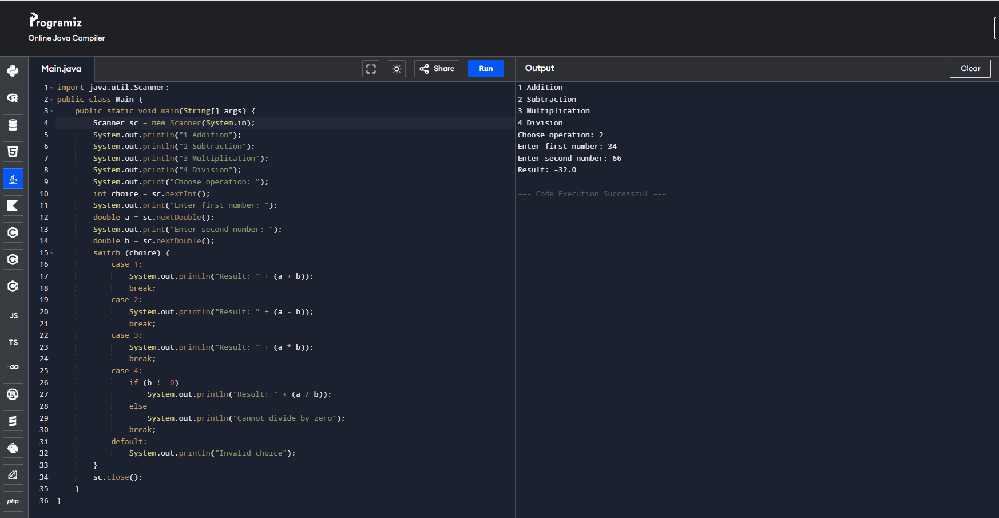 Programiz
Online Java Compiler
Main.java
Share
Run
Output
Clear
1 import java.util.Scanner;
2 public class Main {
3     public static void main(String[] args) {
4         Scanner sc = new Scanner(System.in);
5         System.out.println("1 Addition");
6         System.out.println("2 Subtraction");
7         System.out.println("3 Multiplication");
8         System.out.println("4 Division");
9         System.out.print("Choose operation: ");
10         int choice = sc.nextInt();
11         System.out.print("Enter first number: ");
12         double a = sc.nextDouble();
13         System.out.print("Enter second number: ");
14         double b = sc.nextDouble();
15         switch (choice) {
16             case 1:
17                 System.out.println("Result: " + (a + b));
18                 break;
19             case 2:
20                 System.out.println("Result: " + (a - b));
21                 break;
22             case 3:
23                 System.out.println("Result: " + (a * b));
24                 break;
25             case 4:
26                 if (b != 0)
27                     System.out.println("Result: " + (a / b));
28                 else
29                     System.out.println("Cannot divide by zero");
30                 break;
31             default:
32                 System.out.println("Invalid choice");
33         }
34         sc.close();
35     }
36 }
1 Addition
2 Subtraction
3 Multiplication
4 Division
Choose operation: 2
Enter first number: 34
Enter second number: 66
Result: -32.0
=== Code Execution Successful ===
R
5
C
C
C
JS
TS
GO
R
php